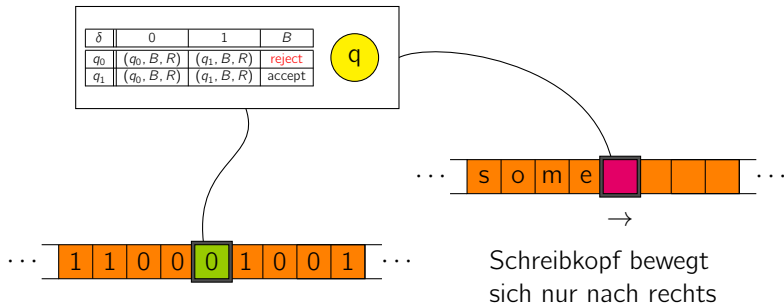 δ 0 1 B
q₀ (q₀, B, R) (q₁, B, R) reject
q₁ (q₀, B, R) (q₁, B, R) accept
q
··· s o m e ···
→
··· 1 1 0 0 0 1 0 0 1 ···
Schreibkopf bewegt
sich nur nach rechts